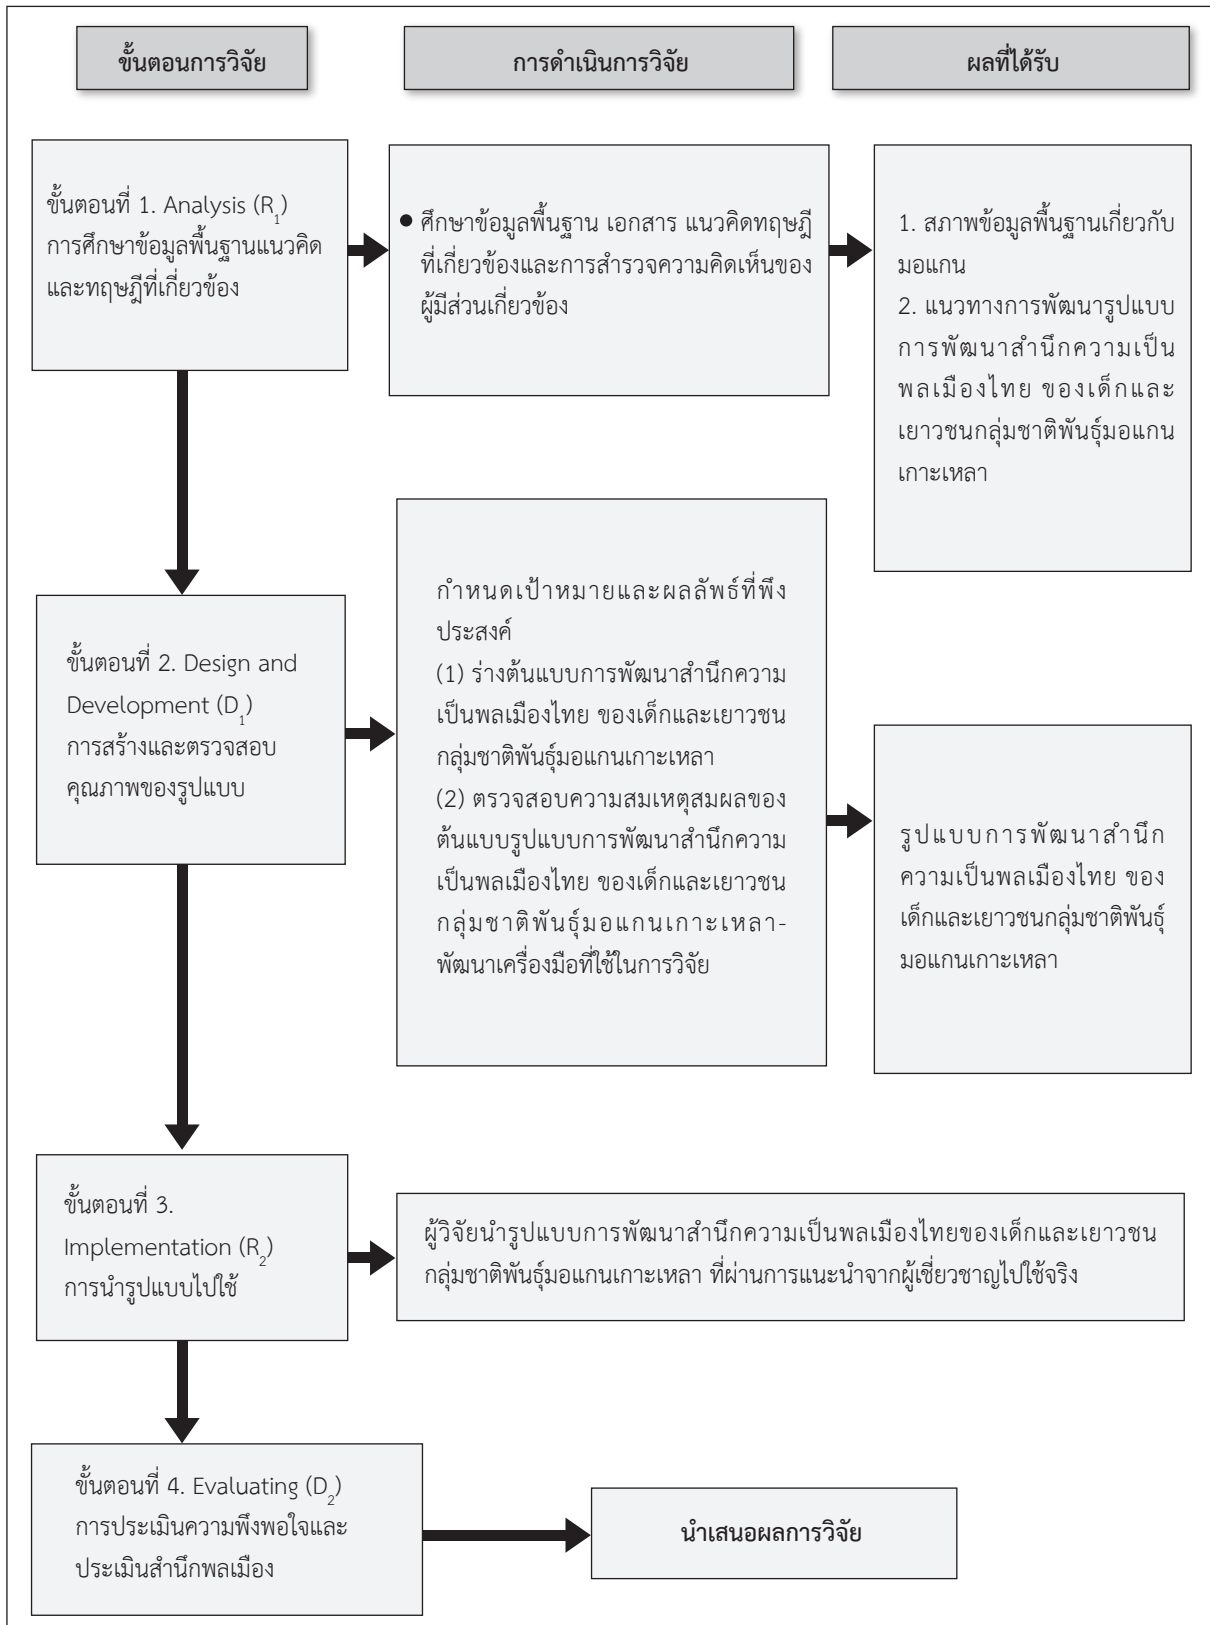 ขั้นตอนการวิจัย
การดำเนินการวิจัย
ผลที่ได้รับ
ขั้นตอนที่ 1. Analysis (R₁)
การศึกษาข้อมูลพื้นฐานแนวคิด
และทฤษฎีที่เกี่ยวข้อง
● ศึกษาข้อมูลพื้นฐาน เอกสาร แนวคิดทฤษฎี
ที่เกี่ยวข้องและการสำรวจความคิดเห็นของ
ผู้มีส่วนเกี่ยวข้อง
1. สภาพข้อมูลพื้นฐานเกี่ยวกับ
มอแกน
2. แนวทางการพัฒนารูปแบบ
การพัฒนาสำนึกความเป็น
พลเมืองไทย ของเด็กและ
เยาวชนกลุ่มชาติพันธุ์มอแกน
เกาะเหลา
ขั้นตอนที่ 2. Design and
Development (D₁)
การสร้างและตรวจสอบ
คุณภาพของรูปแบบ
กำหนดเป้าหมายและผลลัพธ์ที่พึง
ประสงค์
(1) ร่างต้นแบบการพัฒนาสำนึกความ
เป็นพลเมืองไทย ของเด็กและเยาวชน
กลุ่มชาติพันธุ์มอแกนเกาะเหลา
(2) ตรวจสอบความสมเหตุสมผลของ
ต้นแบบรูปแบบการพัฒนาสำนึกความ
เป็นพลเมืองไทย ของเด็กและเยาวชน
กลุ่มชาติพันธุ์มอแกนเกาะเหลา-
พัฒนาเครื่องมือที่ใช้ในการวิจัย
รูปแบบการพัฒนาสำนึก
ความเป็นพลเมืองไทย ของ
เด็กและเยาวชนกลุ่มชาติพันธุ์
มอแกนเกาะเหลา
ขั้นตอนที่ 3.
Implementation (R₂)
การนำรูปแบบไปใช้
ผู้วิจัยนำรูปแบบการพัฒนาสำนึกความเป็นพลเมืองไทยของเด็กและเยาวชน
กลุ่มชาติพันธุ์มอแกนเกาะเหลา ที่ผ่านการแนะนำจากผู้เชี่ยวชาญไปใช้จริง
ขั้นตอนที่ 4. Evaluating (D₂)
การประเมินความพึงพอใจและ
ประเมินสำนึกพลเมือง
นำเสนอผลการวิจัย